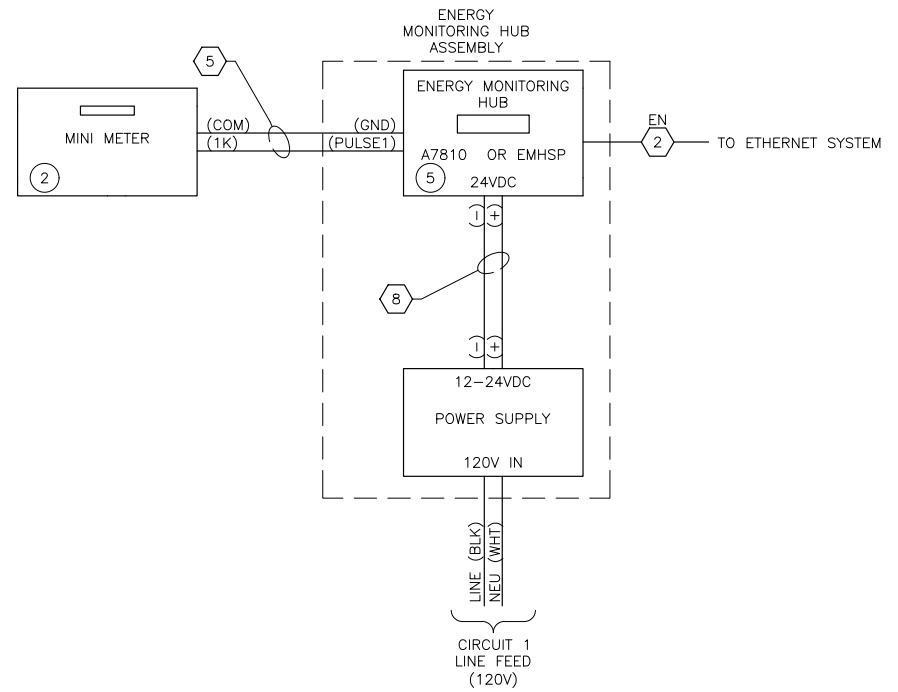 ENERGY
MONITORING HUB
ASSEMBLY
5
MINI METER
2
(COM)
(1K)
(GND)
(PULSE1)
ENERGY MONITORING
HUB
A7810 OR EMHSP
5
24VDC
EN
2
TO ETHERNET SYSTEM
(−) (+)
8
(−) (+)
12−24VDC
POWER SUPPLY
120V IN
LINE (BLK)
NEU (WHT)
CIRCUIT 1
LINE FEED
(120V)